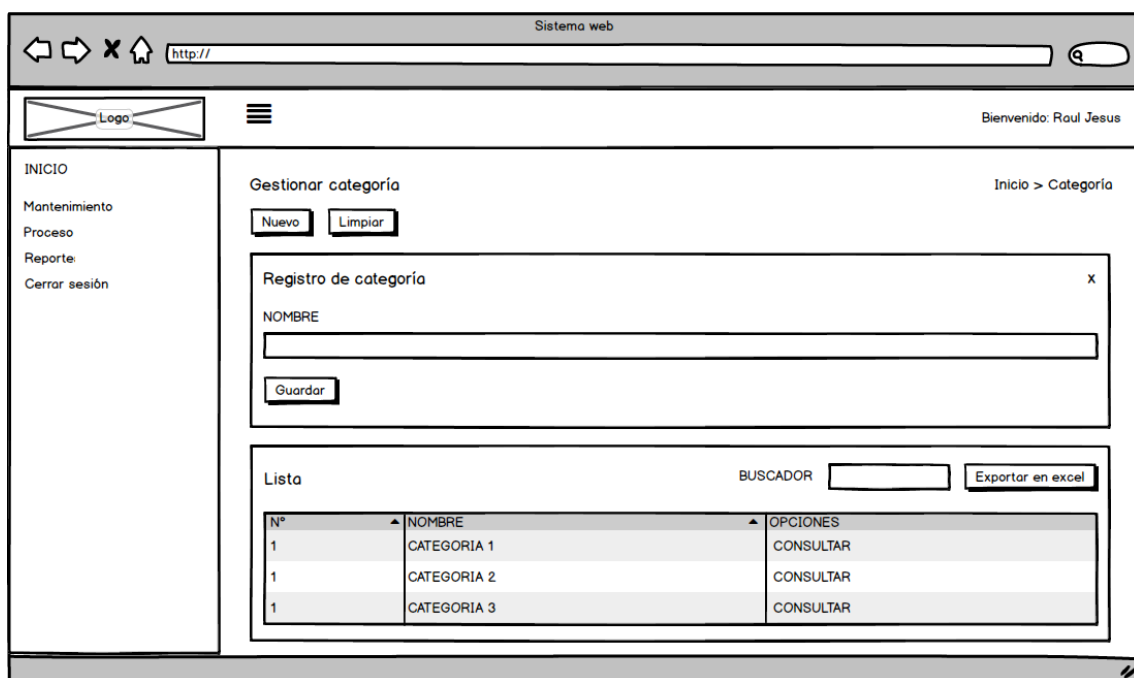 Sistema web
http://
Logo
Bienvenido: Raul Jesus
INICIO
Mantenimiento
Proceso
Reporte
Cerrar sesión
Gestionar categoría
Inicio > Categoría
Nuevo Limpiar
Registro de categoría x
NOMBRE
Guardar
Lista BUSCADOR Exportar en excel
N° NOMBRE OPCIONES
1 CATEGORIA 1 CONSULTAR
1 CATEGORIA 2 CONSULTAR
1 CATEGORIA 3 CONSULTAR